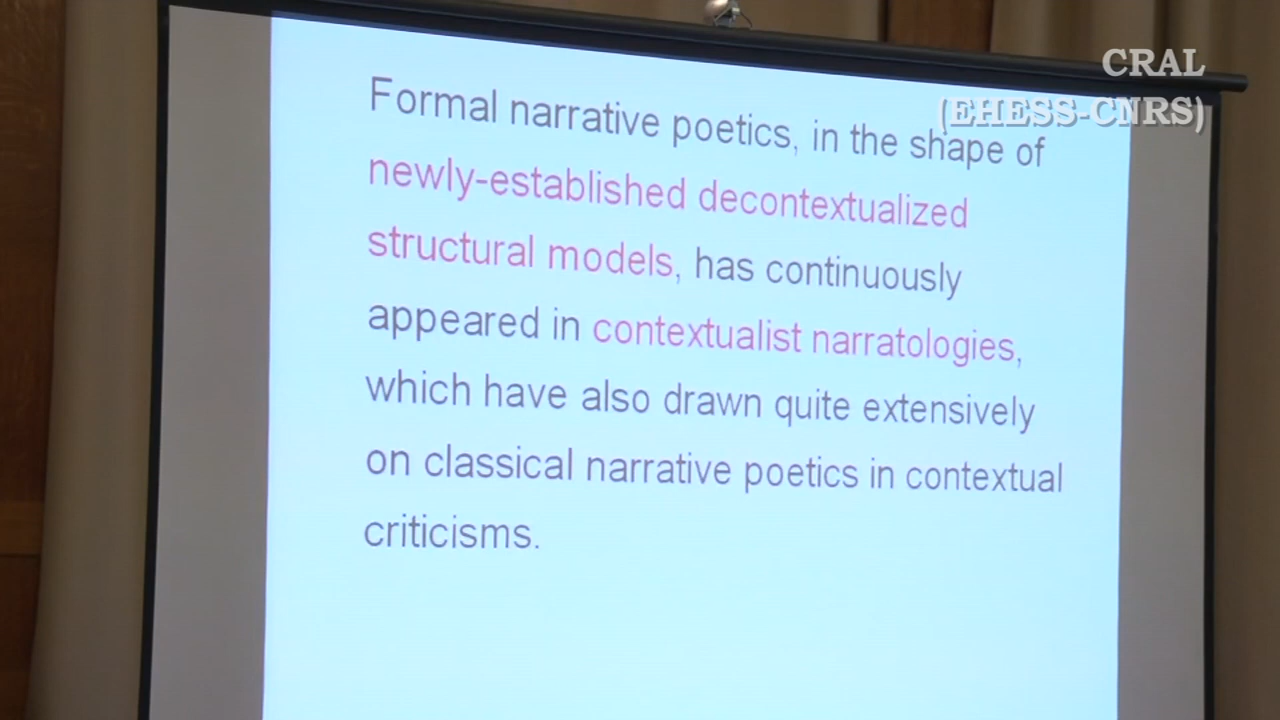 CRAL
(EHESS-CNRS)
Formal narrative poetics, in the shape of
newly-established decontextualized
structural models, has continuously
appeared in contextualist narratologies,
which have also drawn quite extensively
on classical narrative poetics in contextual
criticisms.